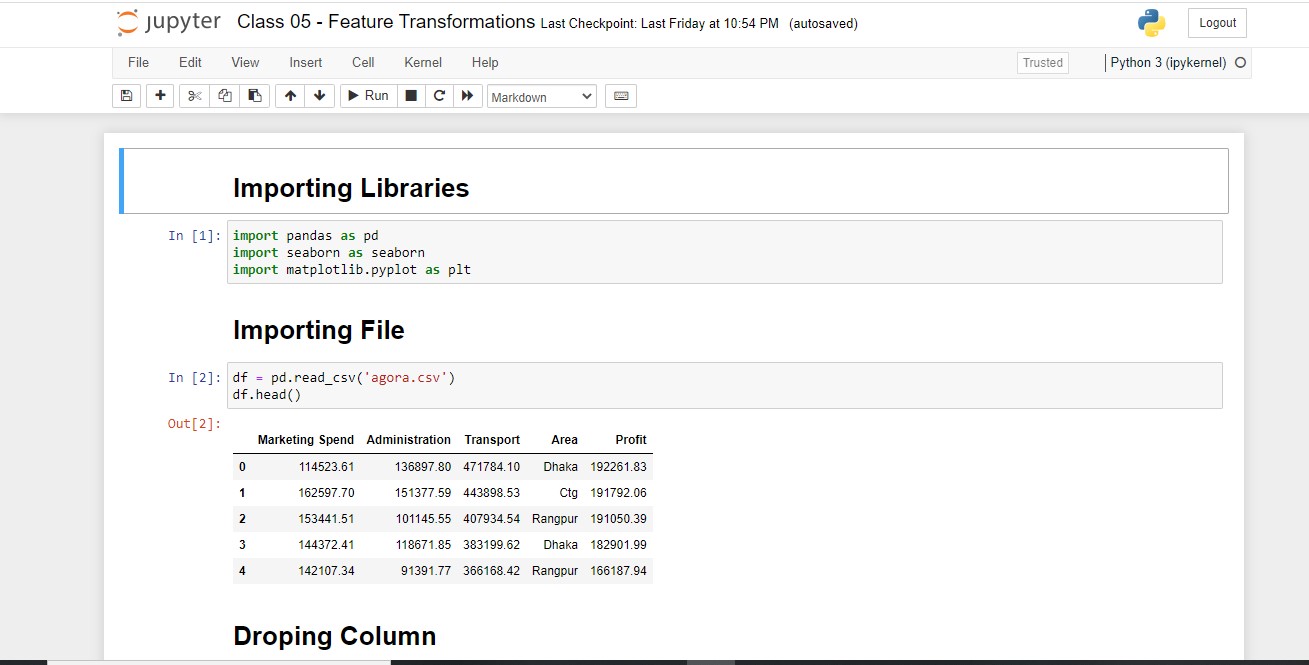 jupyter Class 05 - Feature Transformations Last Checkpoint: Last Friday at 10:54 PM (autosaved) Logout
File Edit View Insert Cell Kernel Help Trusted Python 3 (ipykernel)
Run Markdown
Importing Libraries
In [1]: import pandas as pd
import seaborn as seaborn
import matplotlib.pyplot as plt
Importing File
In [2]: df = pd.read_csv('agora.csv')
df.head()
Out[2]:
Marketing Spend Administration Transport Area Profit
0 114523.61 136897.80 471784.10 Dhaka 192261.83
1 162597.70 151377.59 443898.53 Ctg 191792.06
2 153441.51 101145.55 407934.54 Rangpur 191050.39
3 144372.41 118671.85 383199.62 Dhaka 182901.99
4 142107.34 91391.77 366168.42 Rangpur 166187.94
Droping Column